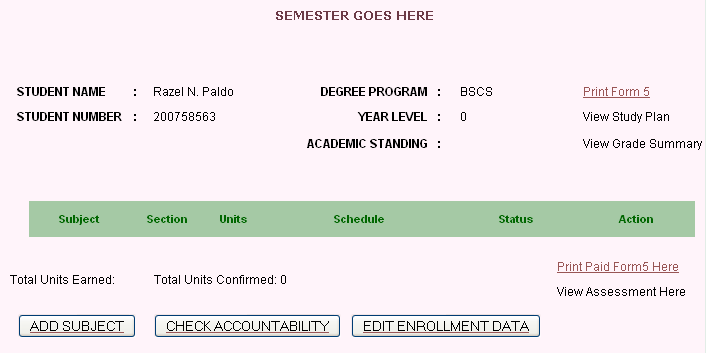 SEMESTER GOES HERE
STUDENT NAME : Razel N. Paldo DEGREE PROGRAM : BSCS Print Form 5
STUDENT NUMBER : 200758563 YEAR LEVEL : 0 View Study Plan
ACADEMIC STANDING : View Grade Summary
Subject Section Units Schedule Status Action
Print Paid Form5 Here
Total Units Earned: Total Units Confirmed: 0
View Assessment Here
ADD SUBJECT CHECK ACCOUNTABILITY EDIT ENROLLMENT DATA